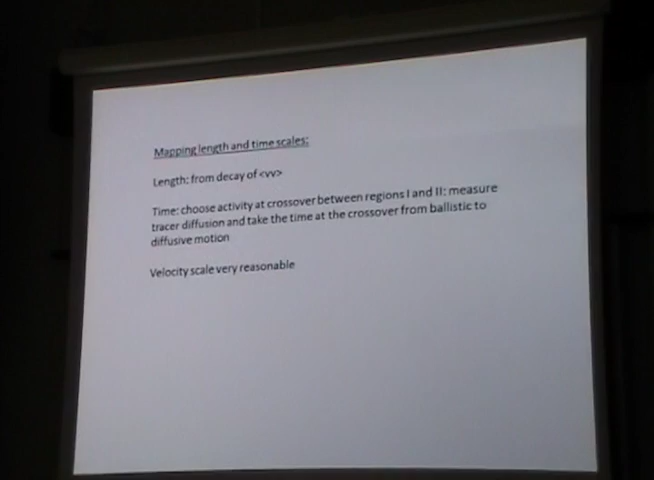 Mapping length and time scales:
Length: from decay of <vv>
Time: choose activity at crossover between regions I and II: measure
tracer diffusion and take the time at the crossover from ballistic to
diffusive motion
Velocity scale very reasonable